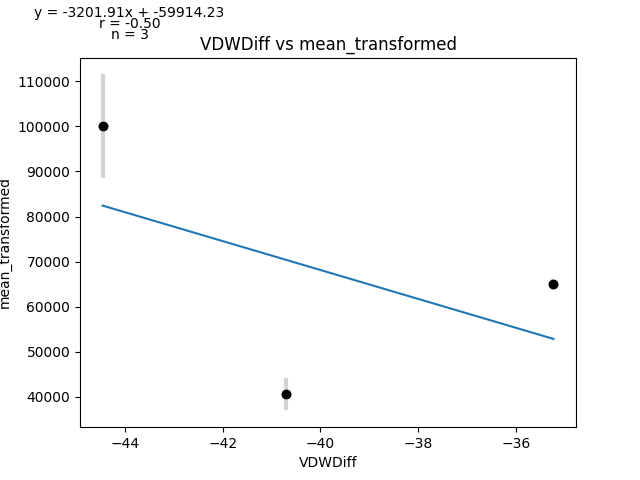 y = -3201.91x + -59914.23
r = -0.50
n = 3
VDWDiff vs mean_transformed
110000
100000
90000
80000
70000
60000
50000
40000
mean_transformed
−44
−42
−40
−38
−36
VDWDiff